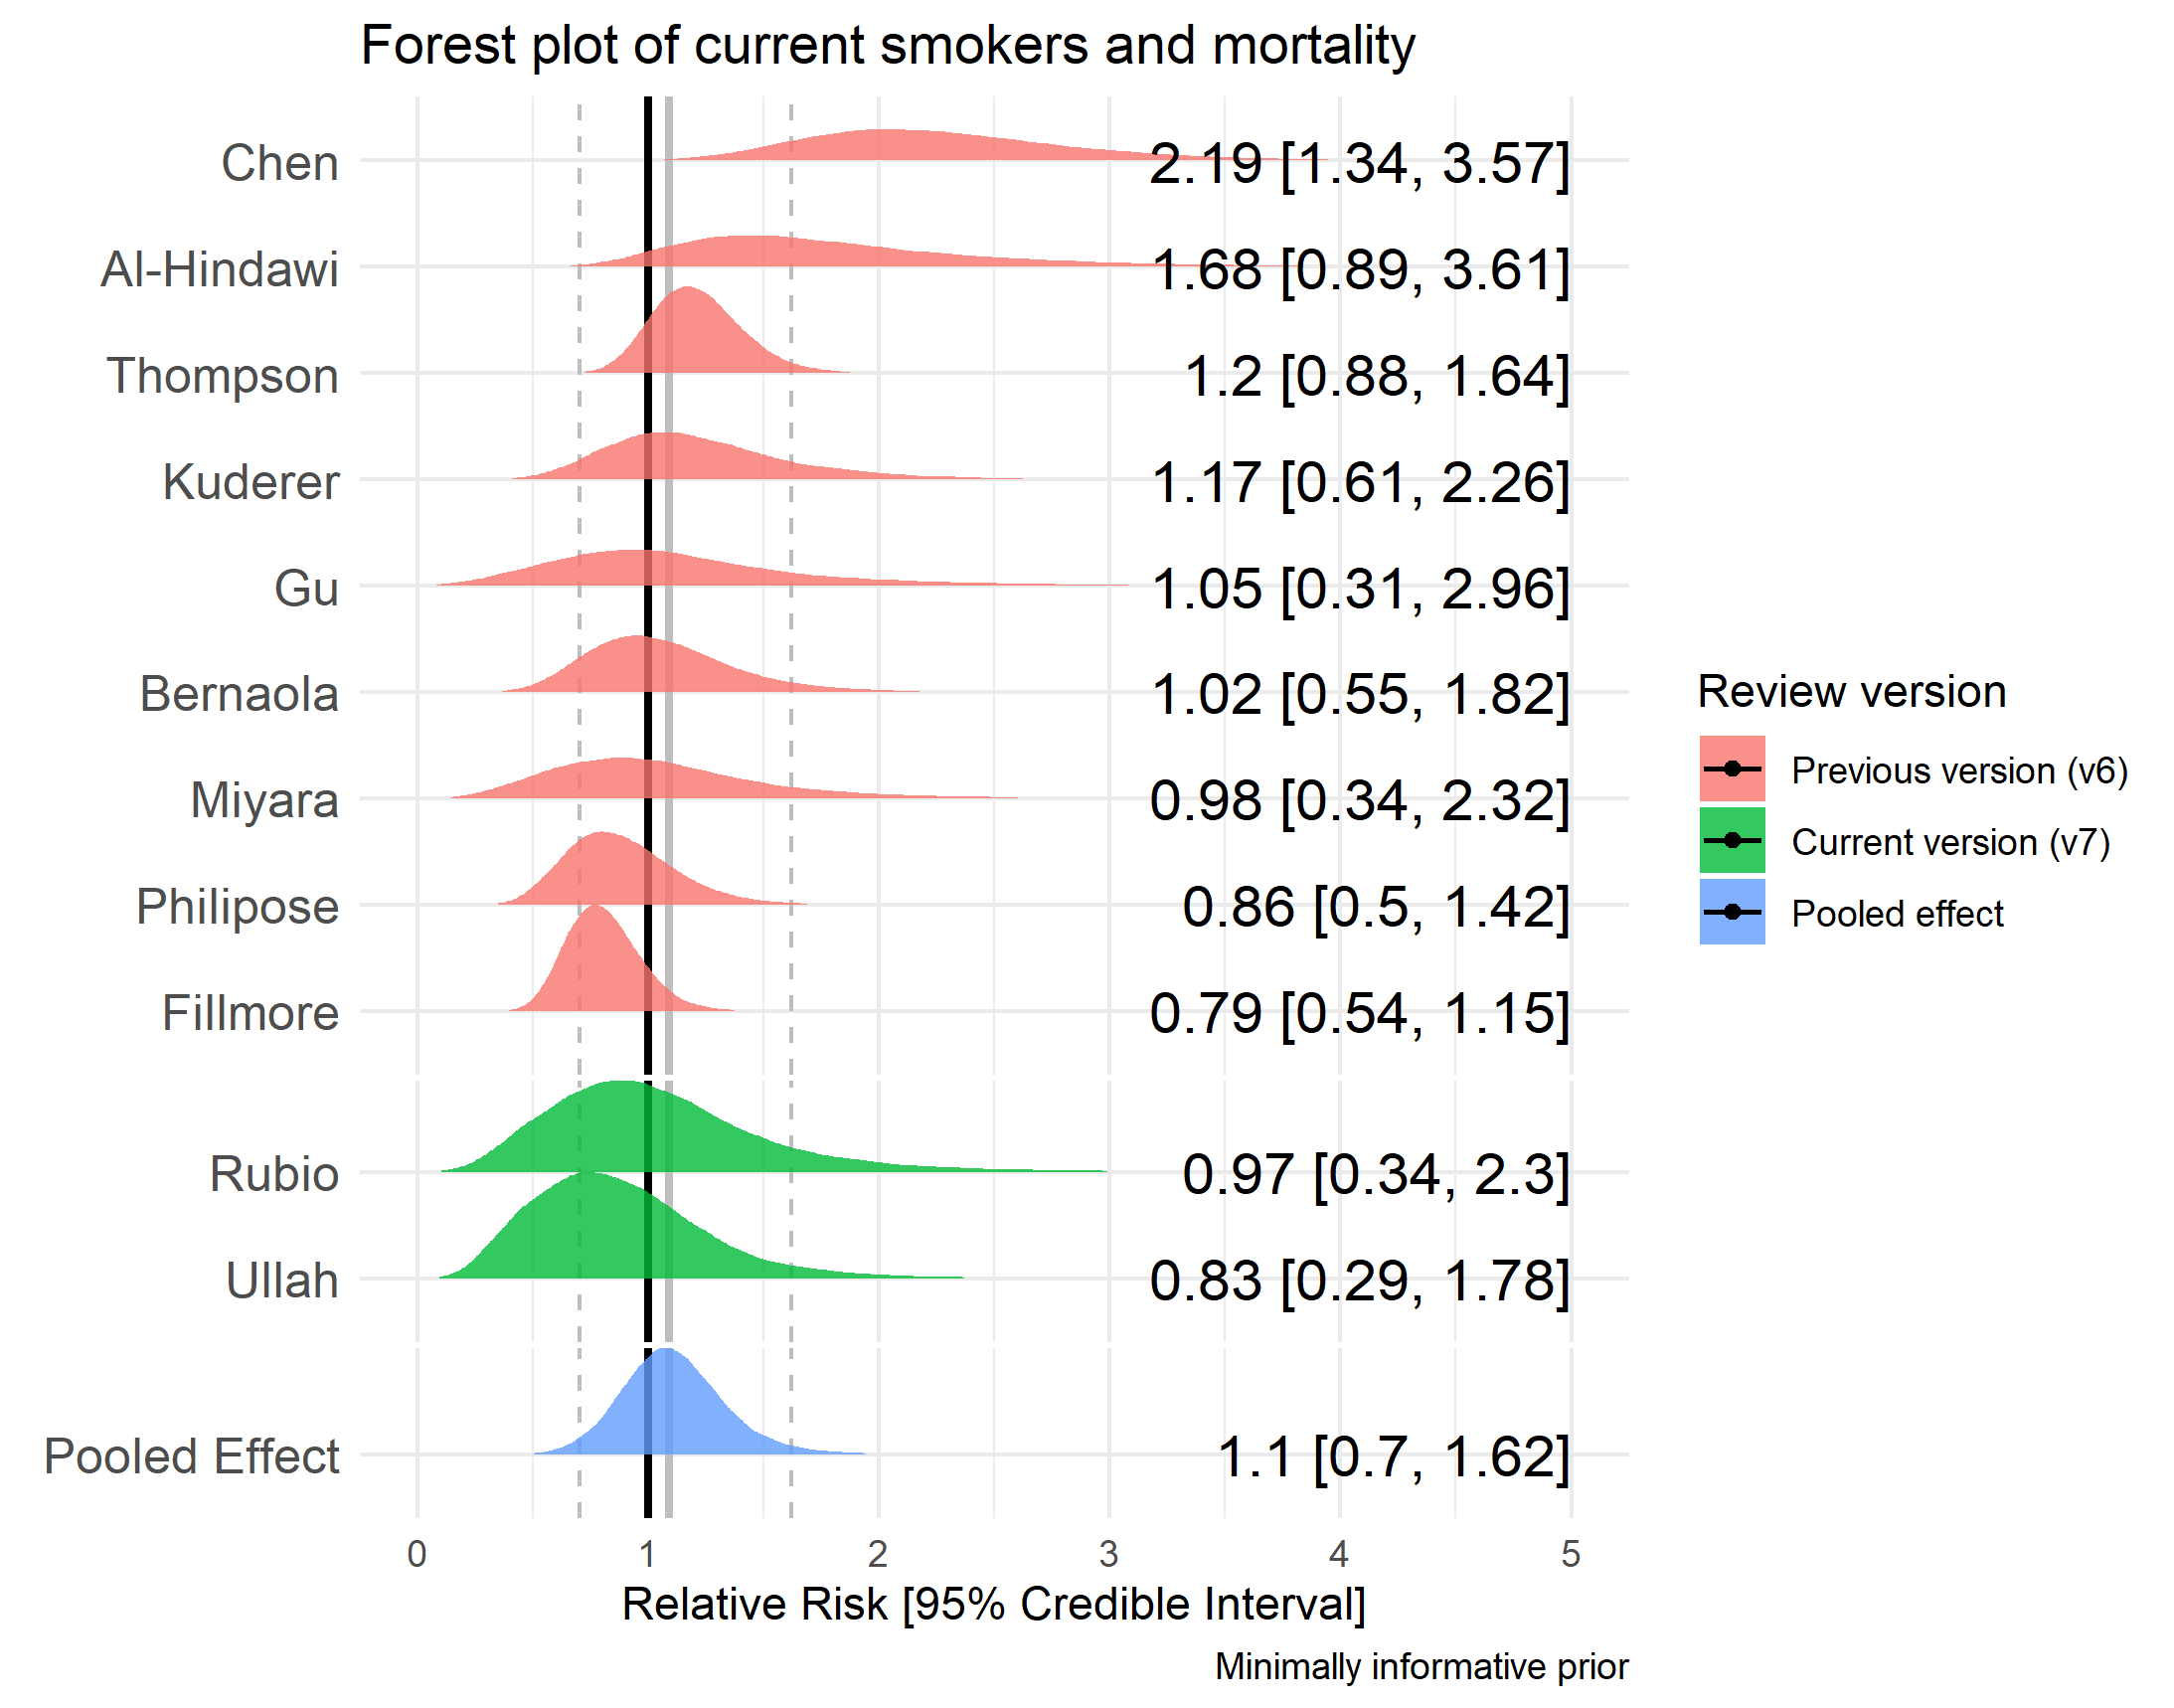 Forest plot of current smokers and mortality
Chen 2.19 [1.34, 3.57]
Al-Hindawi 1.68 [0.89, 3.61]
Thompson 1.2 [0.88, 1.64]
Kuderer 1.17 [0.61, 2.26]
Gu 1.05 [0.31, 2.96]
Bernaola 1.02 [0.55, 1.82]
Miyara 0.98 [0.34, 2.32]
Philipose 0.86 [0.5, 1.42]
Fillmore 0.79 [0.54, 1.15]
Rubio 0.97 [0.34, 2.3]
Ullah 0.83 [0.29, 1.78]
Pooled Effect 1.1 [0.7, 1.62]
0 1 2 3 4 5
Relative Risk [95% Credible Interval]
Minimally informative prior
Review version
Previous version (v6)
Current version (v7)
Pooled effect